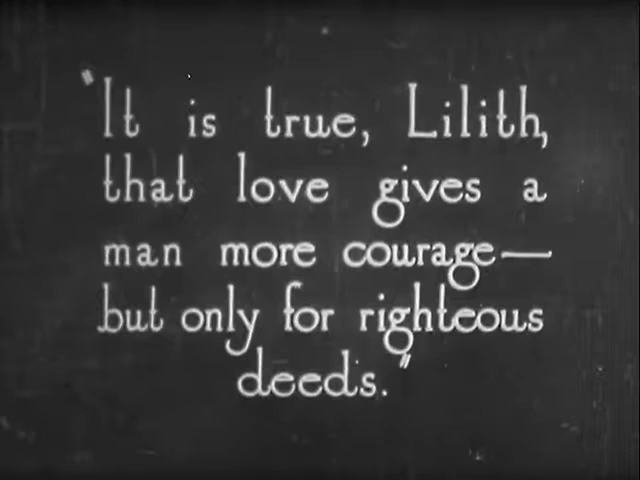 "It is true, Lilith,
that love gives a
man more courage—
but only for righteous
deeds."